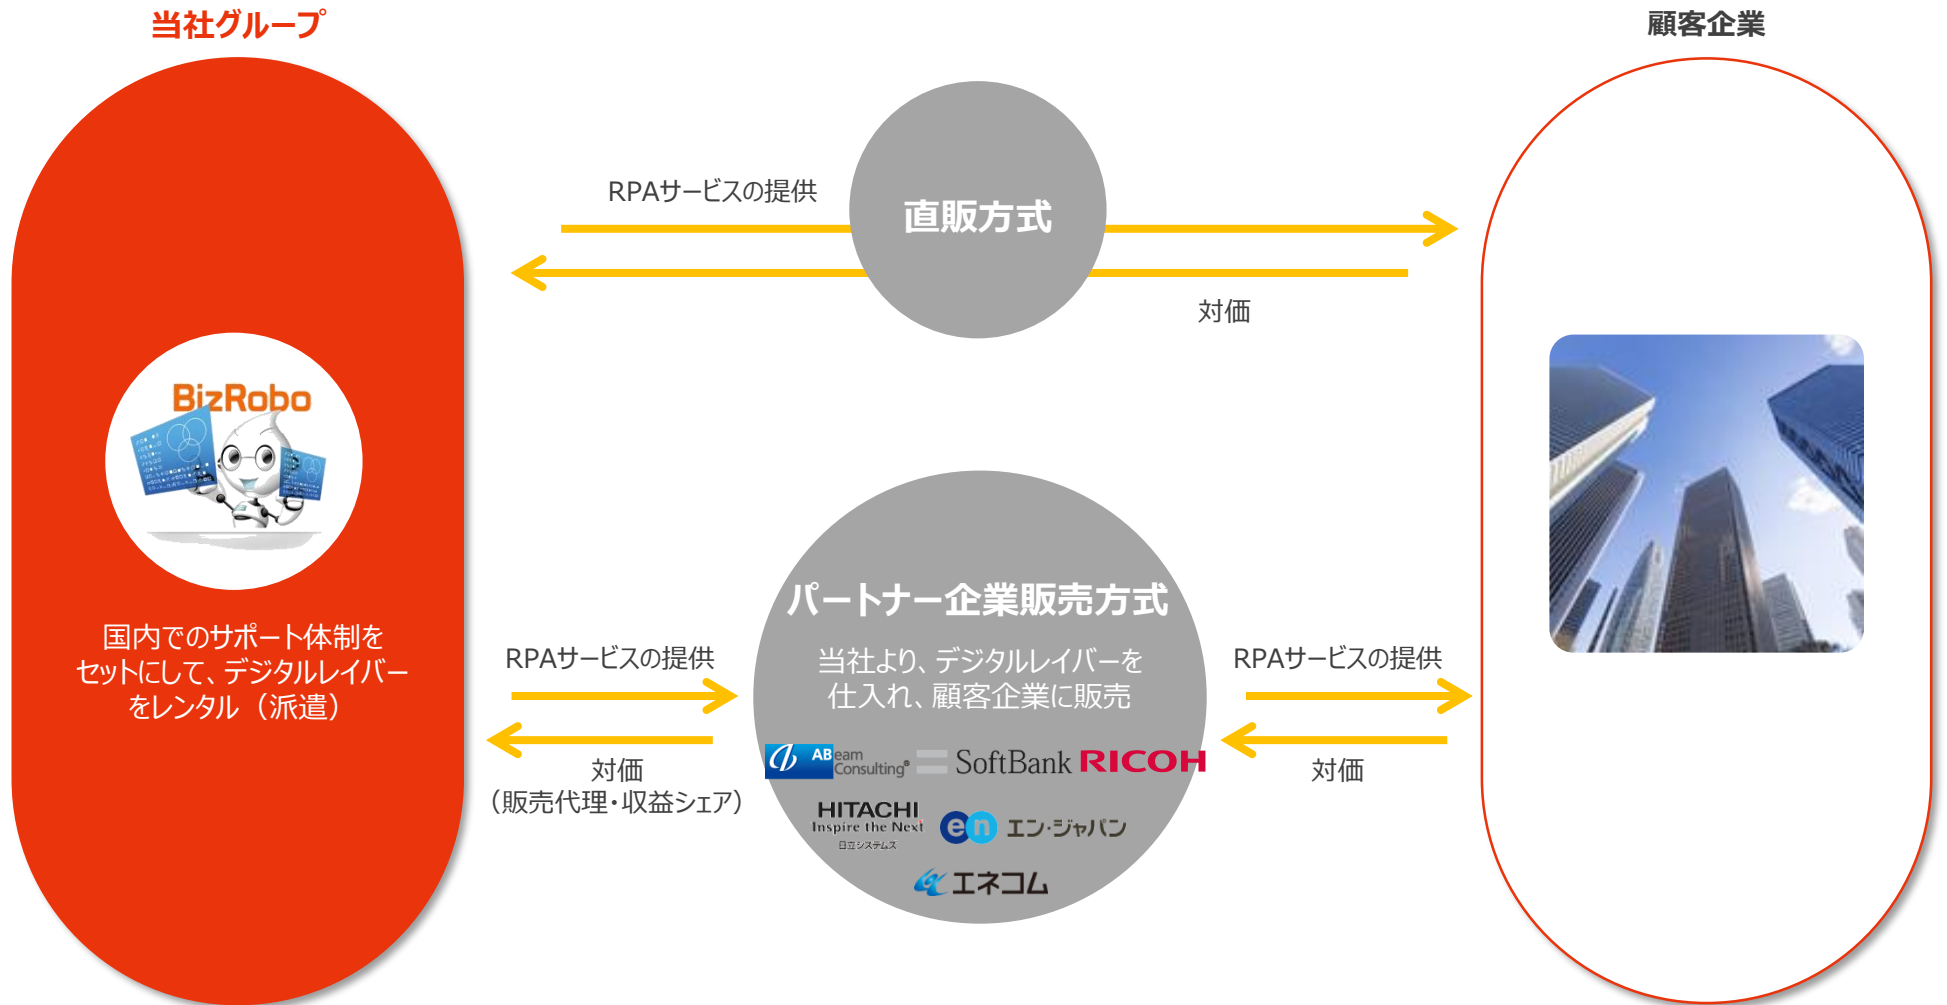 当社グループ
顧客企業
RPAサービスの提供
直販方式
対価
BizRobo
国内でのサポート体制を
セットにして、デジタルレイバー
をレンタル（派遣）
パートナー企業販売方式
当社より、デジタルレイバーを
仕入れ、顧客企業に販売
RPAサービスの提供
対価
（販売代理・収益シェア）
RPAサービスの提供
対価
ABeam
Consulting®
SoftBank
RICOH
HITACHI
Inspire the Next
日立システムズ
en エン・ジャパン
エネコム